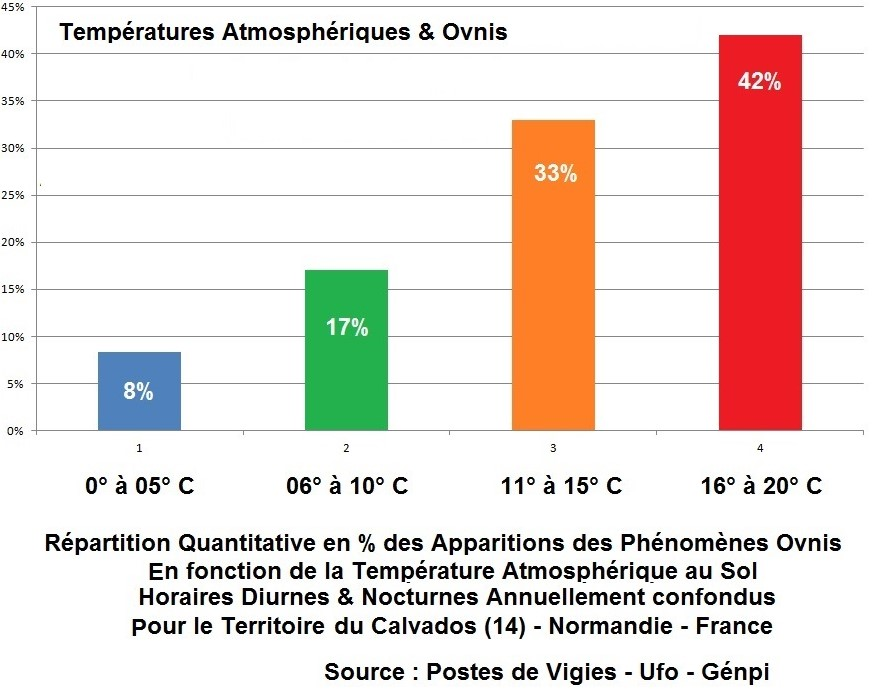 45%
Températures Atmosphériques & Ovnis
40%
42%
35%
30%
33%
25%
20%
15%
17%
10%
5%
8%
0%
1 2 3 4
0° à 05° C 06° à 10° C 11° à 15° C 16° à 20° C
Répartition Quantitative en % des Apparitions des Phénomènes Ovnis
En fonction de la Température Atmosphérique au Sol
Horaires Diurnes & Nocturnes Annuellement confondus
Pour le Territoire du Calvados (14) - Normandie - France
Source : Postes de Vigies - Ufo - Génpi